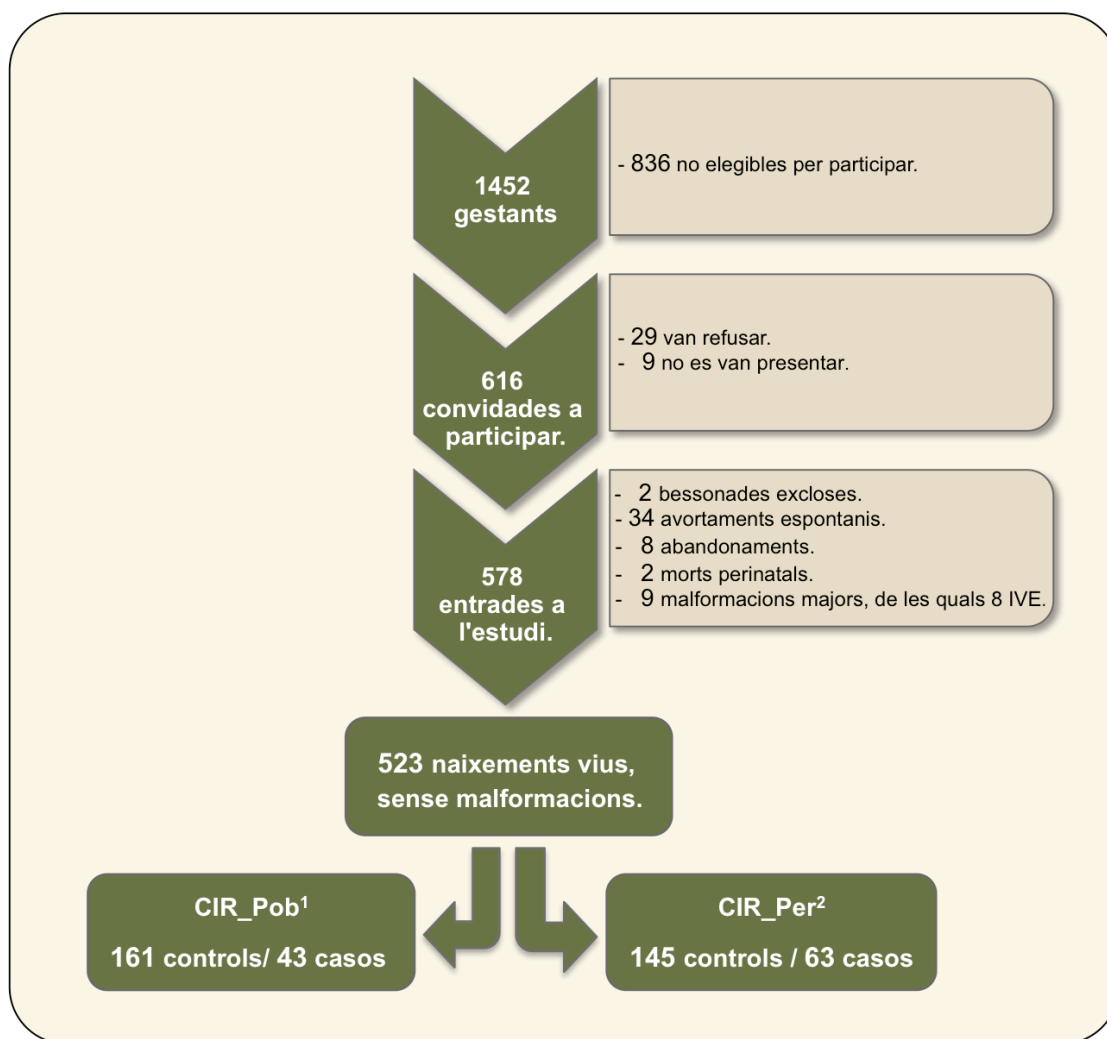 1452
gestants
- 836 no elegibles per participar.
616
convidades a
participar.
- 29 van refusar.
- 9 no es van presentar.
578
entrades a
l'estudi.
- 2 bessonades excloses.
- 34 avortaments espontanis.
- 8 abandonaments.
- 2 morts perinatals.
- 9 malformacions majors, de les quals 8 IVE.
523 naixements vius,
sense malformacions.
CIR_Pob¹
161 controls/ 43 casos
CIR_Per²
145 controls / 63 casos